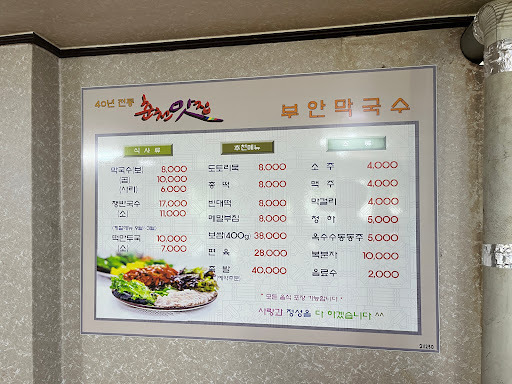 40년 전통 춘천맛집 부안막국수
식사류
막국수(보) 8,000
(곱) 10,000
(사리) 6,000
쟁반국수 17,000
(소) 11,000
떡만두국 10,000
(소) 7,000
추천메뉴
도토리묵 8,000
총떡 8,000
빈대떡 8,000
메밀부침 8,000
보쌈(400g) 38,000
편육 28,000
족발 40,000
류
소주 4,000
맥주 4,000
막걸리 4,000
청하 5,000
옥수수동동주 5,000
복분자 10,000
음료수 2,000
* 모든 음식 포장 가능합니다 *
사랑과 정성을 다 하겠습니다 ^^